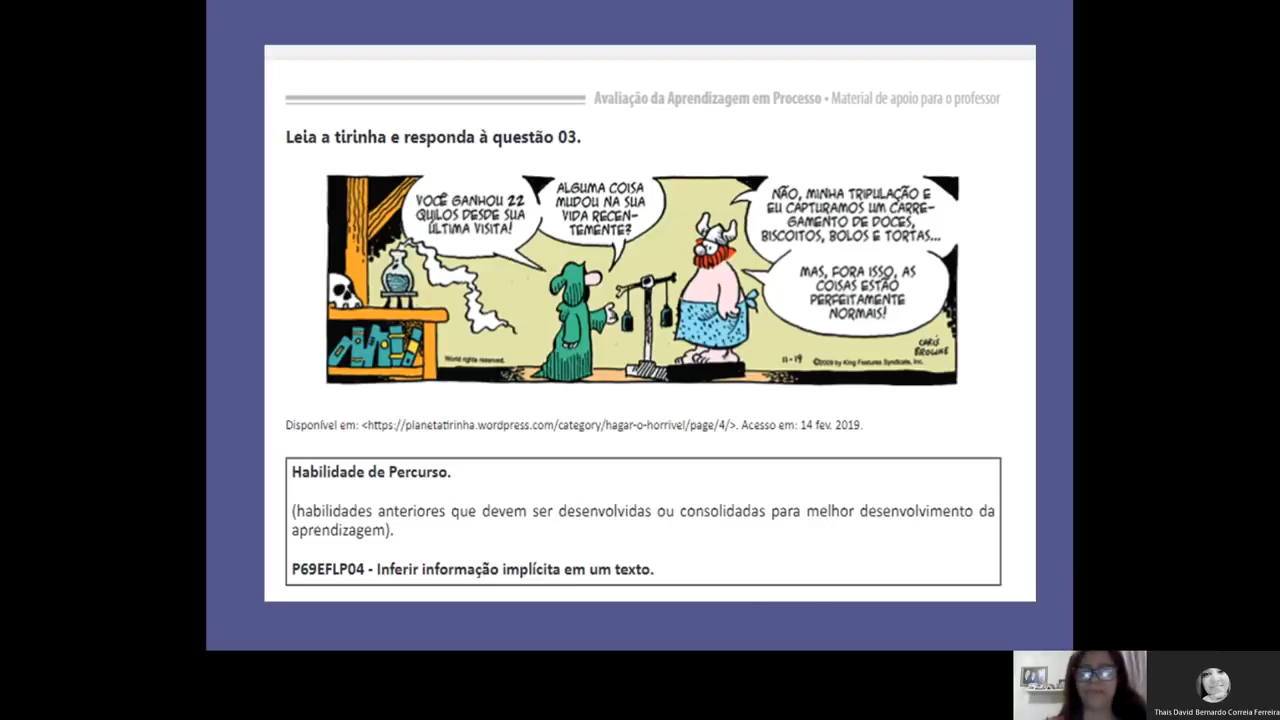 Avaliação da Aprendizagem em Processo • Material de apoio para o professor
Leia a tirinha e responda à questão 03.
VOCÊ GANHOU 22
QUILOS DESDE SUA
ÚLTIMA VISITA!
ALGUMA COISA
MUDOU NA SUA
VIDA RECEN-
TEMENTE?
NÃO, MINHA TRIPULAÇÃO E
EU CAPTURAMOS UM CARRE-
GAMENTO DE DOCES,
BISCOITOS, BOLOS E TORTAS...
MAS, FORA ISSO, AS
COISAS ESTÃO
PERFEITAMENTE
NORMAIS!
CHRIS
BROWNE
World rights reserved.
11-19
©2009 by King Features Syndicate, Inc.
Disponível em: <https://planetatirinha.wordpress.com/category/hagar-o-horrivel/page/4/>. Acesso em: 14 fev. 2019.
Habilidade de Percurso.
(habilidades anteriores que devem ser desenvolvidas ou consolidadas para melhor desenvolvimento da
aprendizagem).
P69EFLP04 - Inferir informação implícita em um texto.
Thais David Bernardo Correia Ferreira